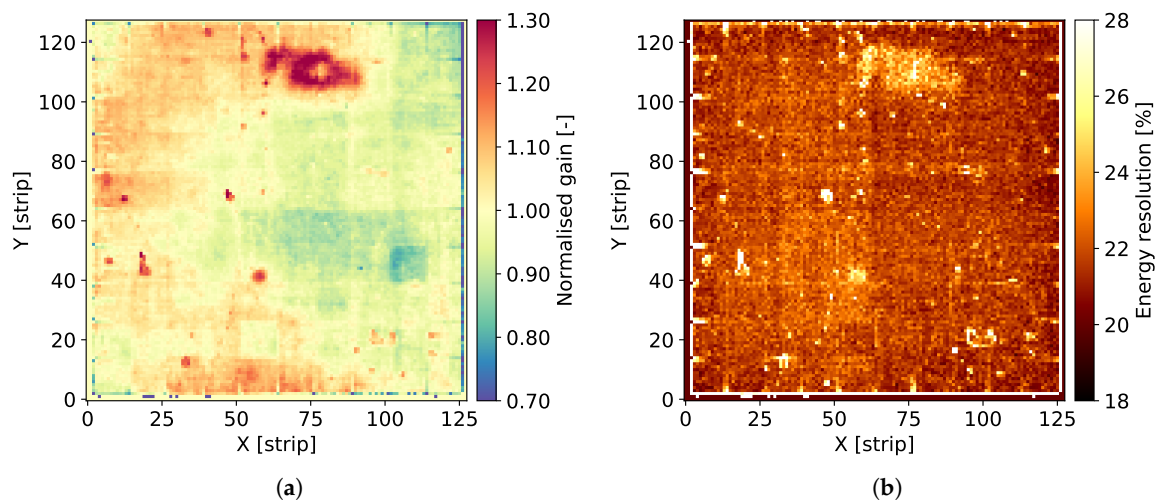 120
100
80
60
40
20
0
0 25 50 75 100 125
X [strip]
Y [strip]
1.30
1.20
1.10
1.00
0.90
0.80
0.70
Normalised gain [-]
(a)
120
100
80
60
40
20
0
0 25 50 75 100 125
X [strip]
Y [strip]
28
26
24
22
20
18
Energy resolution [%]
(b)